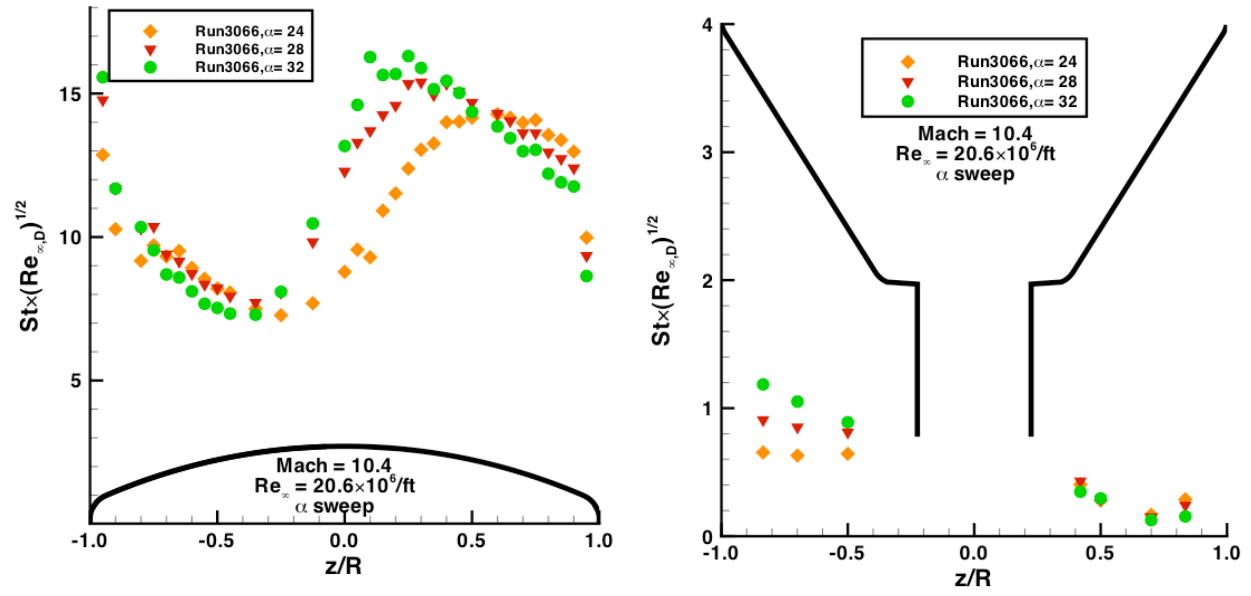 Run3066,α= 24
Run3066,α= 28
Run3066,α= 32
15
10
5
St×(Re∞,D)1/2
Mach = 10.4
Re∞ = 20.6×10⁶/ft
α sweep
-1.0 -0.5 0.0 0.5 1.0
z/R
4
3
2
1
0
St×(Re∞,D)1/2
Run3066,α= 24
Run3066,α= 28
Run3066,α= 32
Mach = 10.4
Re∞ = 20.6×10⁶/ft
α sweep
-1.0 -0.5 0.0 0.5 1.0
z/R